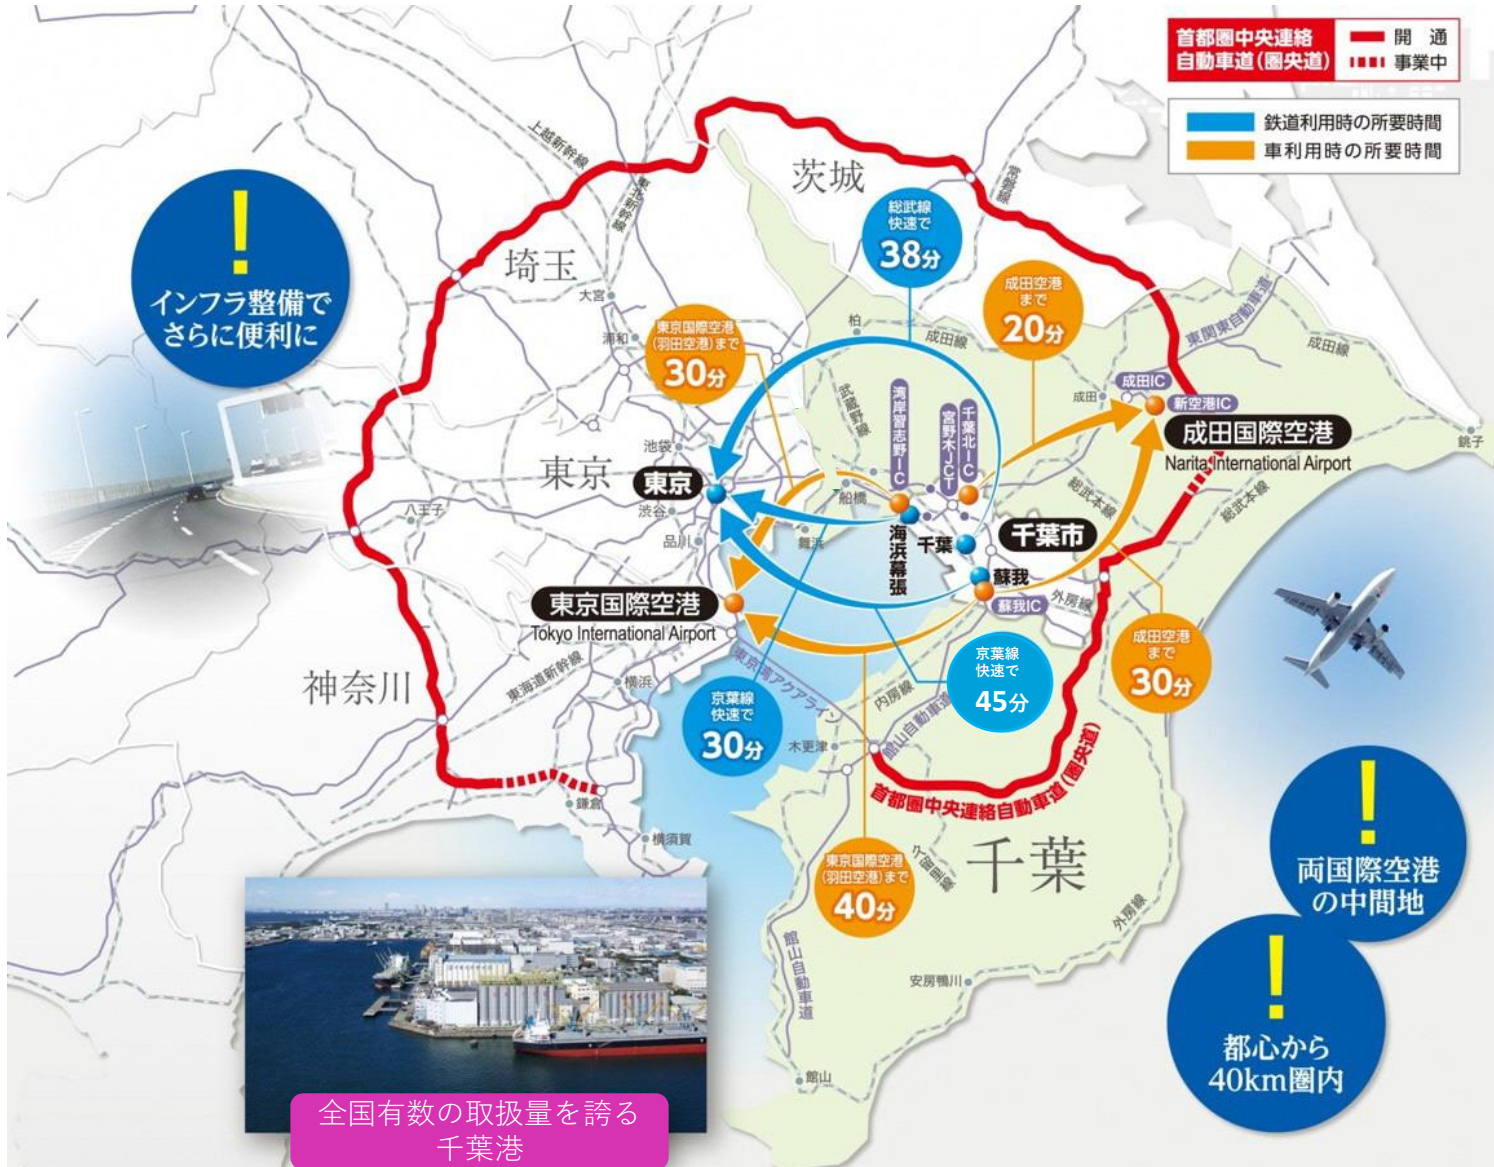 首都圏中央連絡
自動車道(圏央道)
開 通
事業中
鉄道利用時の所要時間
車利用時の所要時間
!
インフラ整備で
さらに便利に
上越新幹線
東北新幹線
常磐線
茨城
埼玉
東京
神奈川
千葉
総武線
快速で
38分
成田空港
まで
20分
東京国際空港
(羽田空港)まで
30分
大宮
浦和
柏
成田線
武蔵野線
東関東自動車道
成田線
成田
成田IC
新空港IC
成田国際空港
Narita International Airport
銚子
湾岸習志野IC
宮野木JCT
千葉北IC
池袋
東京
渋谷
品川
八王子
船橋
舞浜
海浜幕張
千葉
千葉市
蘇我
蘇我IC
外房線
総武本線
総武本線
東京国際空港
Tokyo International Airport
東海道新幹線
横浜
東京湾アクアライン
京葉線
快速で
30分
京葉線
快速で
45分
成田空港
まで
30分
内房線
館山自動車道
木更津
首都圏中央連絡自動車道(圏央道)
鎌倉
横須賀
東京国際空港
(羽田空港)まで
40分
久留里線
外房線
館山自動車道
安房鴨川
館山
!
両国際空港
の中間地
!
都心から
40km圏内
全国有数の取扱量を誇る
千葉港